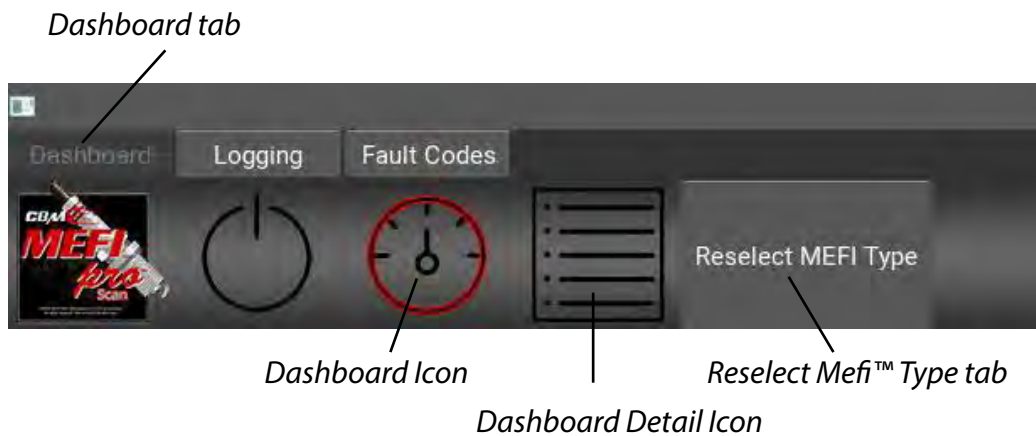 Dashboard tab
Dashboard Logging Fault Codes
CBM
MEFI
pro
Scan
Reselect MEFI Type
Dashboard Icon
Reselect Mefi™ Type tab
Dashboard Detail Icon